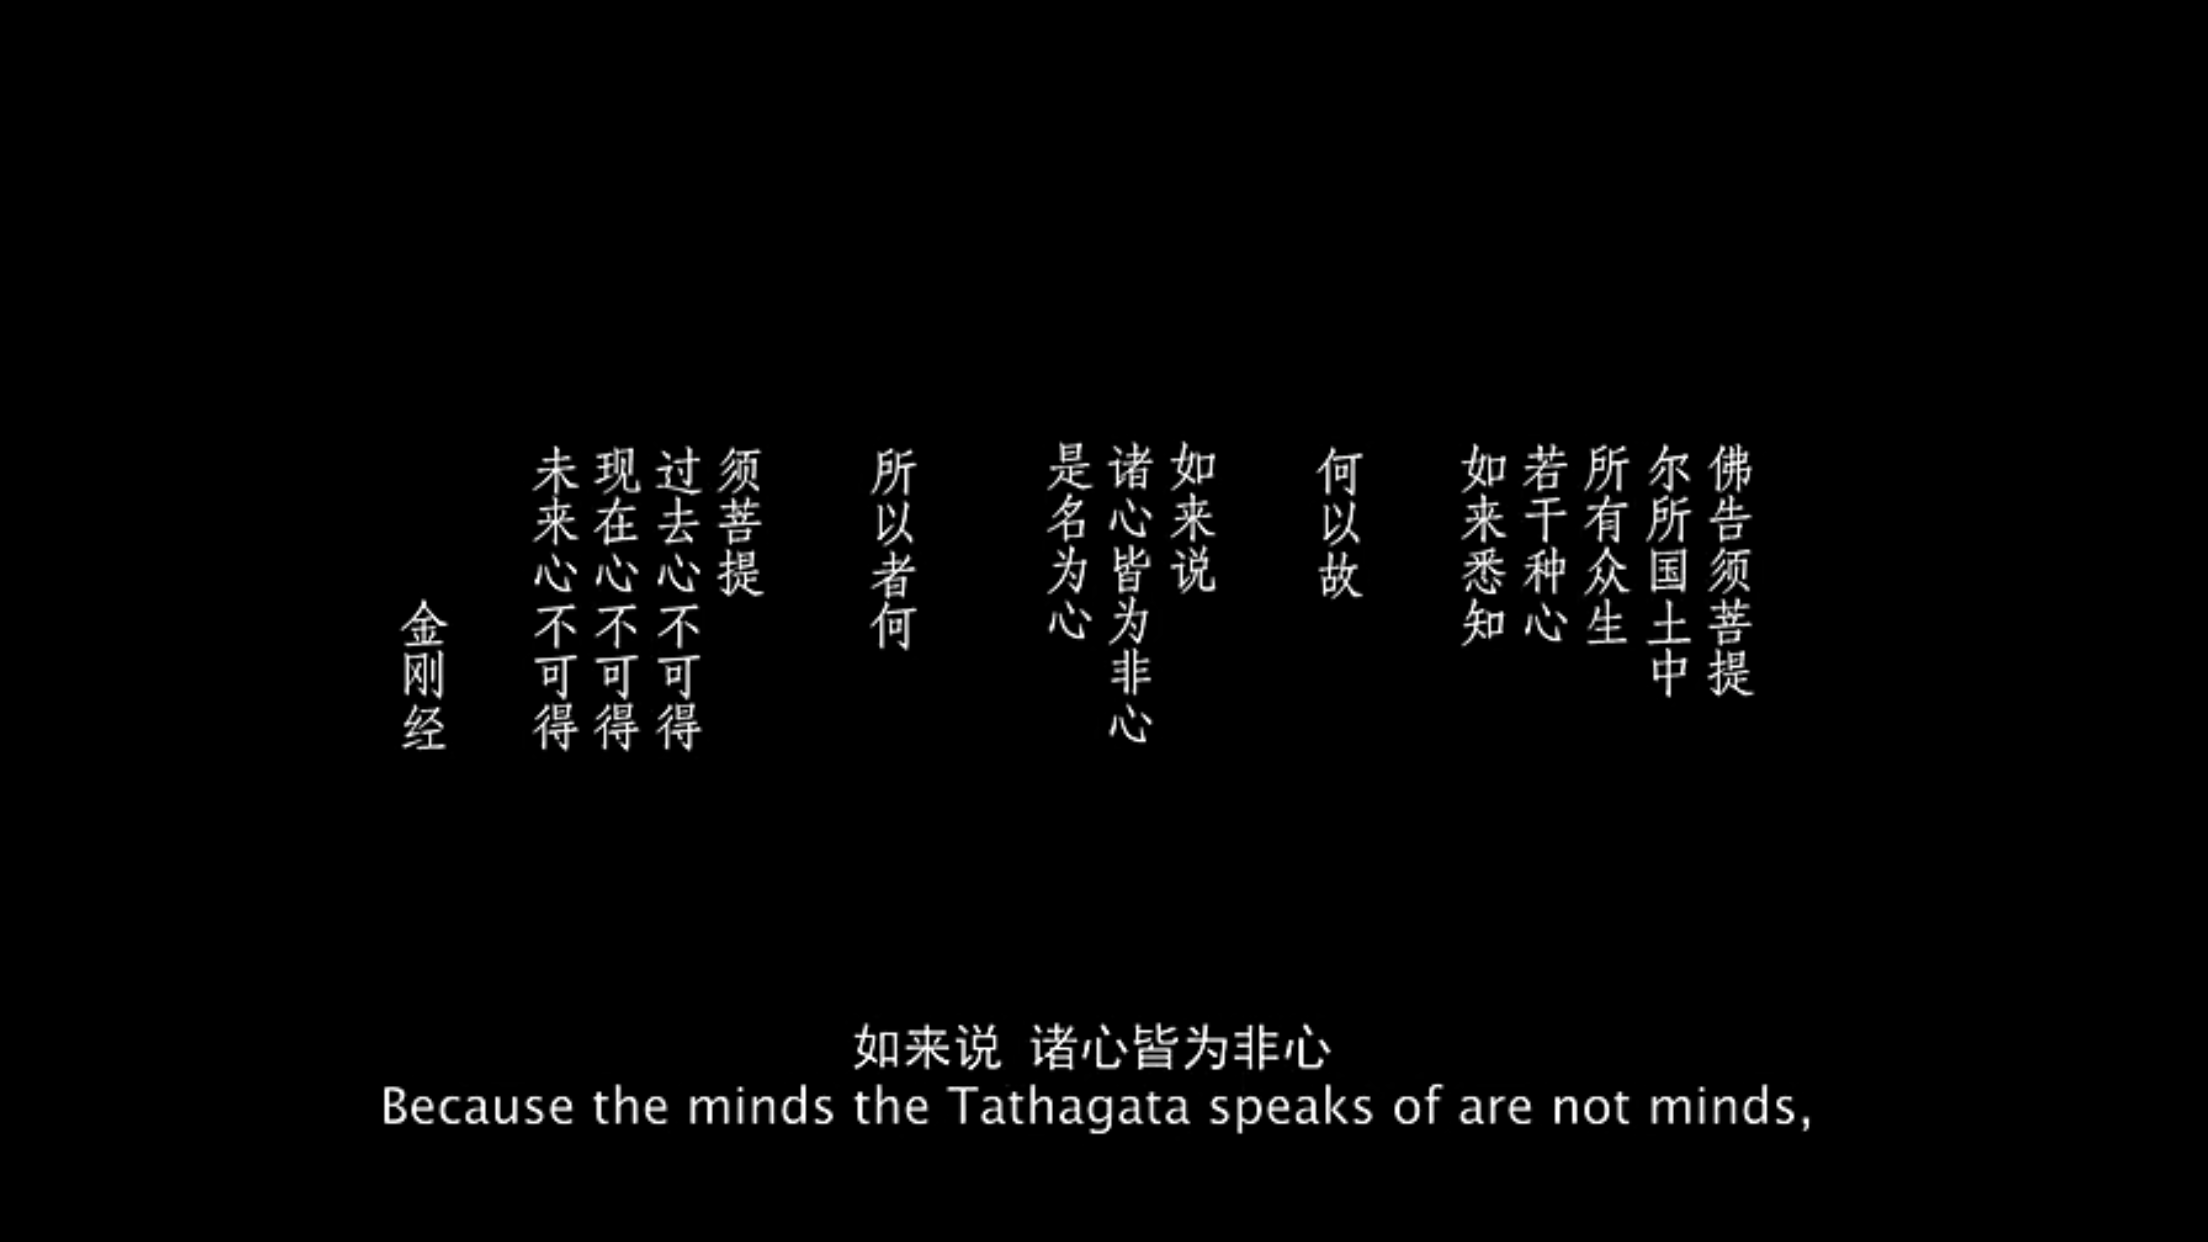 佛告须菩提
尔所国土中
所有众生
若干种心
如来悉知
何以故
如来说
诸心皆为非心
是名为心
所以者何
须菩提
过去心不可得
现在心不可得
未来心不可得
金刚经
如来说 诸心皆为非心
Because the minds the Tathagata speaks of are not minds,